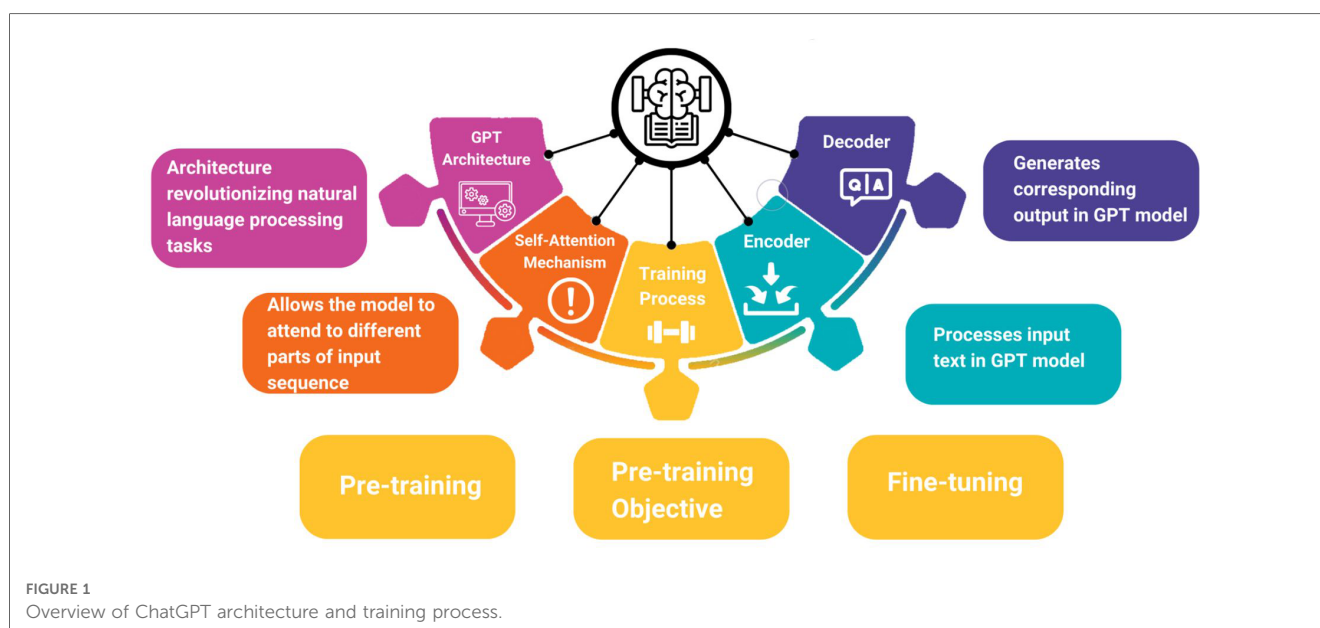 GPT
Architecture
Architecture
revolutionizing natural
language processing
tasks
Self-Attention
Mechanism
Allows the model to
attend to different
parts of input
sequence
Training
Process
Pre-training
Pre-training
Objective
Fine-tuning
Encoder
Processes input
text in GPT model
Decoder
Q A
Generates
corresponding
output in GPT model
FIGURE 1
Overview of ChatGPT architecture and training process.